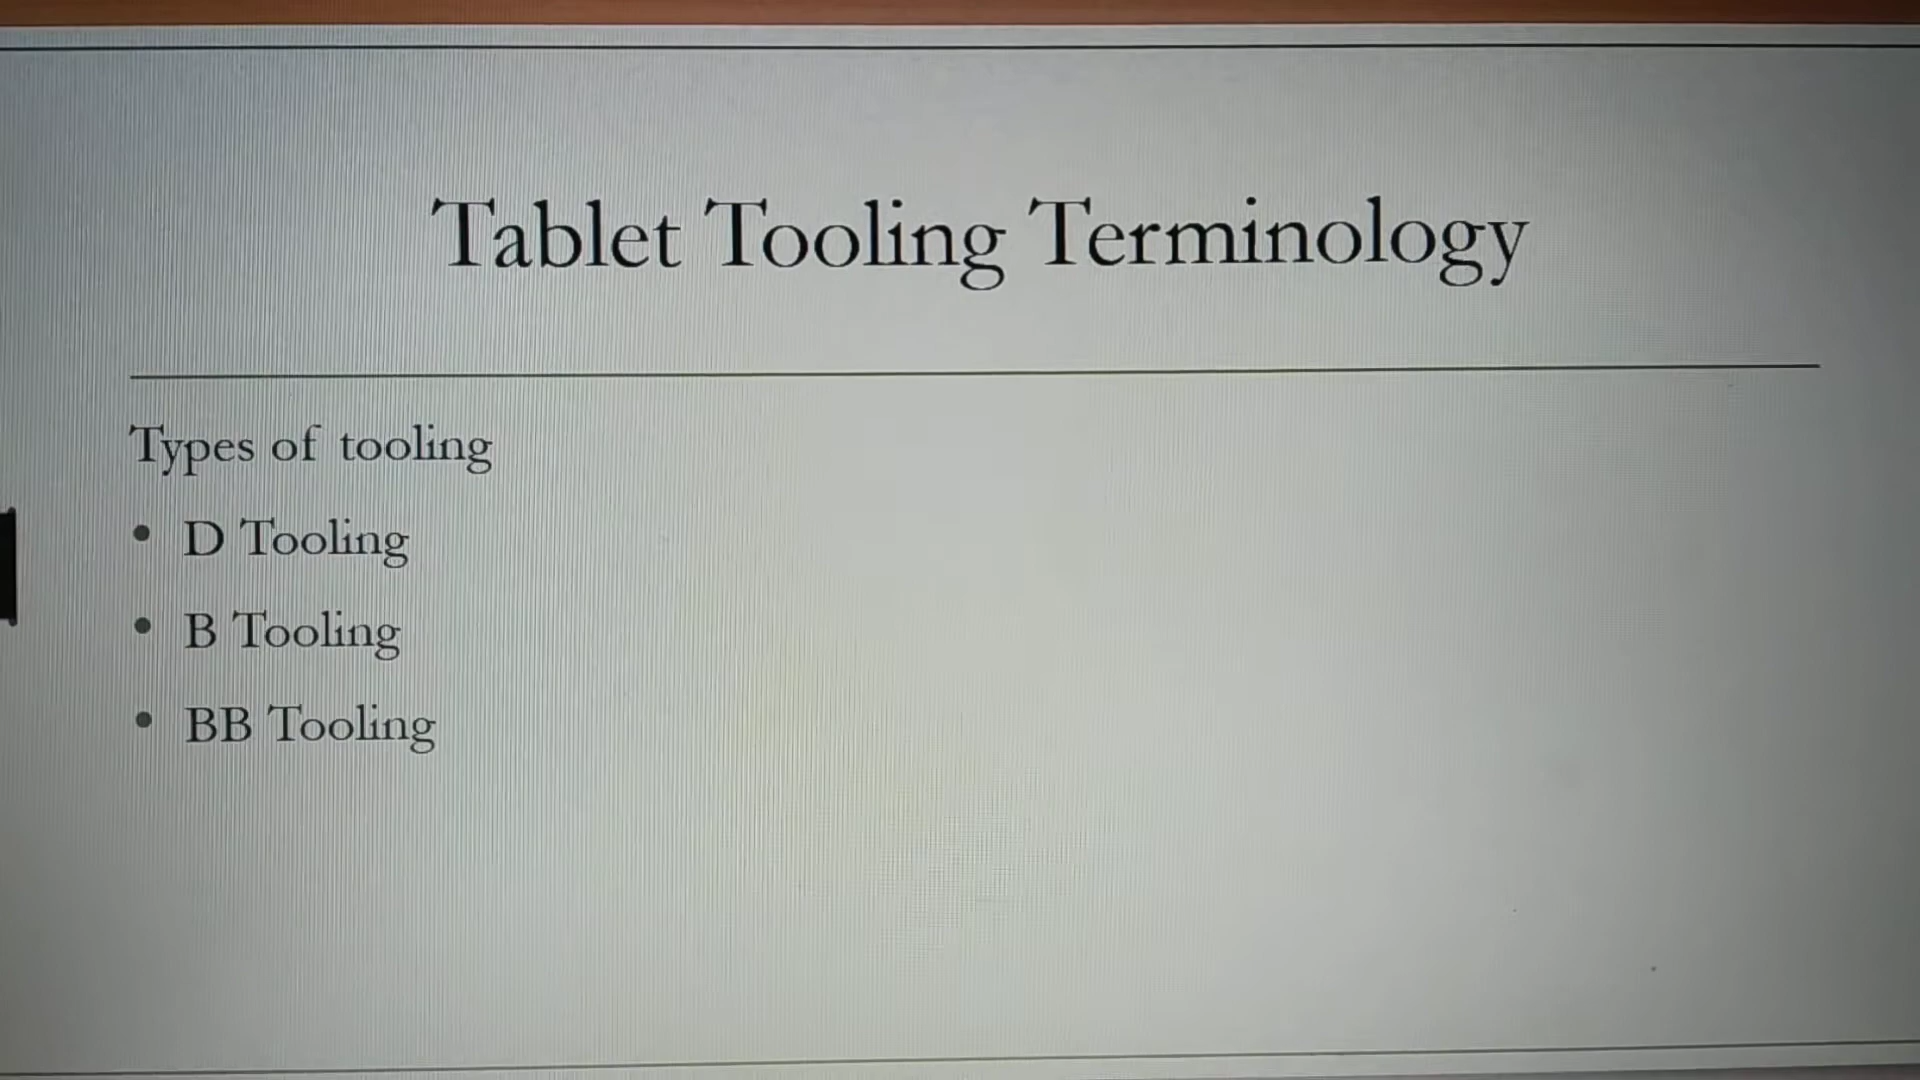 Tablet Tooling Terminology
Types of tooling
• D Tooling
• B Tooling
• BB Tooling